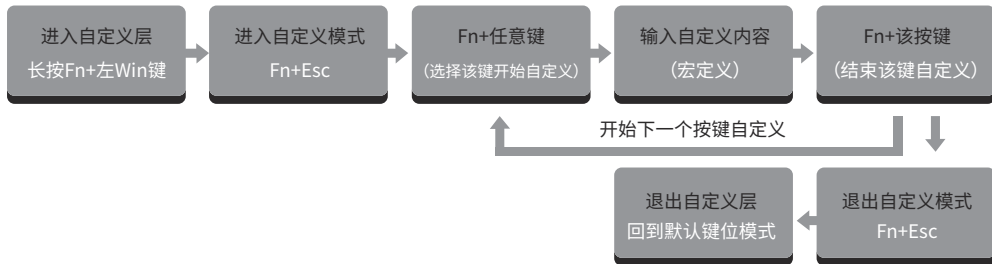 进入自定义层
长按Fn+左Win键
进入自定义模式
Fn+Esc
Fn+任意键
(选择该键开始自定义)
输入自定义内容
（宏定义）
Fn+该按键
(结束该键自定义)
开始下一个按键自定义
退出自定义层
回到默认键位模式
退出自定义模式
Fn+Esc